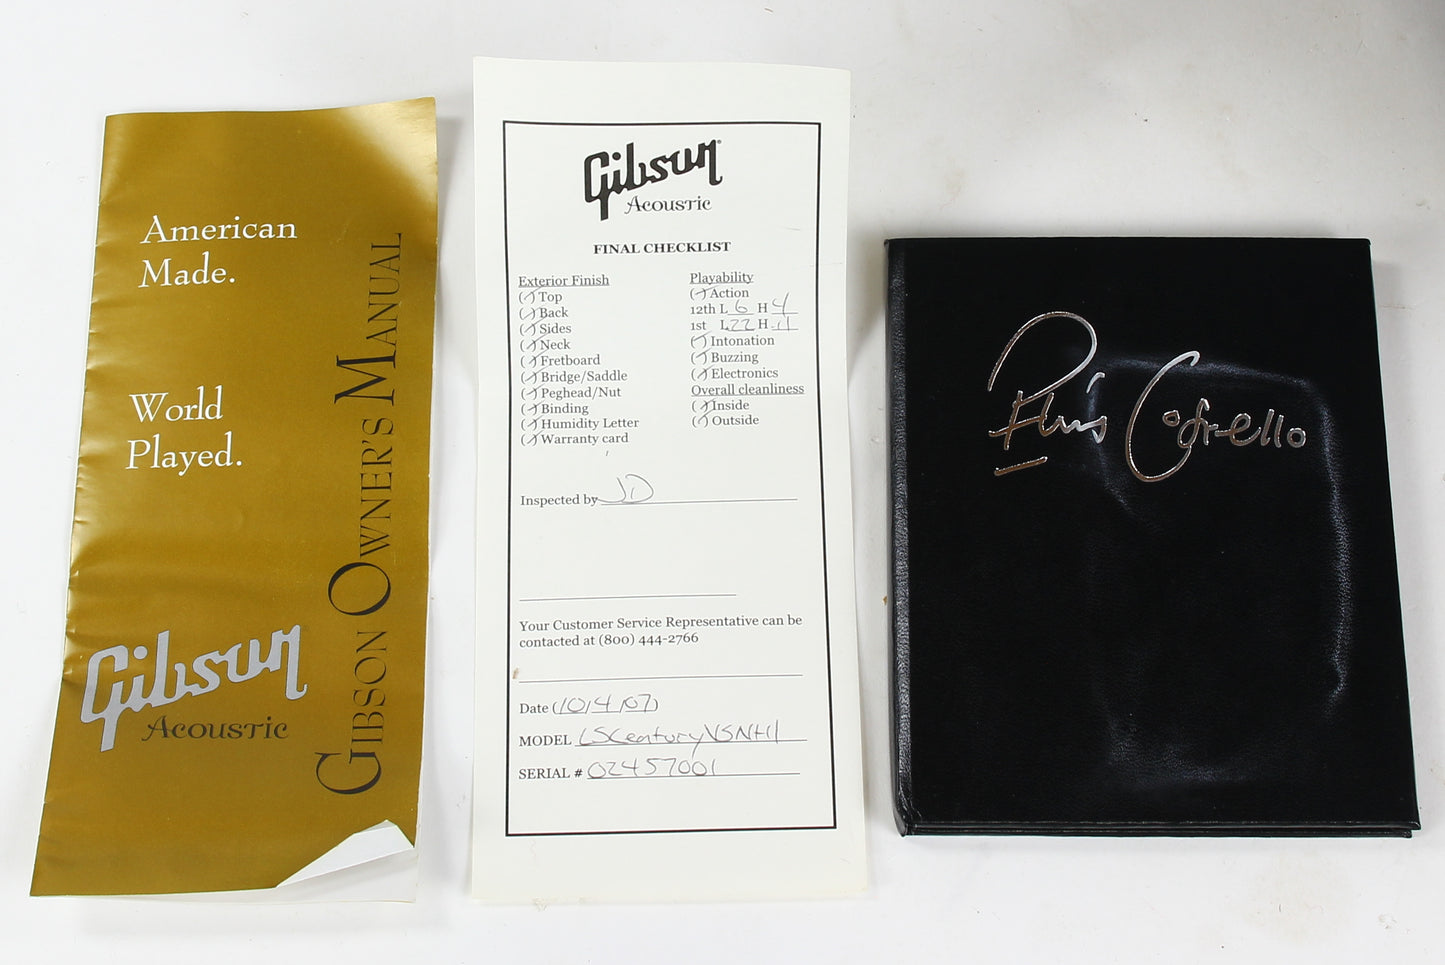 American
Made.
World
Played.
Gibson
Acoustic
GIBSON OWNER'S MANUAL
Gibson
Acoustic
FINAL CHECKLIST
Exterior Finish
(✓) Top
(✓) Back
(✓) Sides
(✓) Neck
(✓) Fretboard
(✓) Bridge/Saddle
(✓) Peghead/Nut
(✓) Binding
(✓) Humidity Letter
(✓) Warranty card
Playability
(✓) Action
12th L 6 H 4
1st L 22 H .11
(✓) Intonation
(✓) Buzzing
(✓) Electronics
Overall cleanliness
(✓) Inside
(✓) Outside
Inspected by JD
Your Customer Service Representative can be
contacted at (800) 444-2766
Date (10/4/07)
MODEL LSCenturyVSNH1
SERIAL # 02457001
Elvis Costello